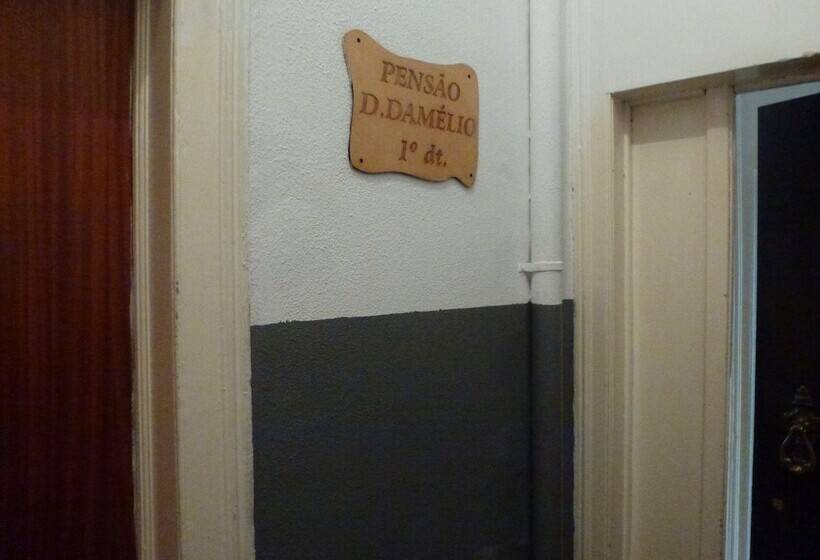 PENSÃO
D.DAMÉLIO
1º dt.